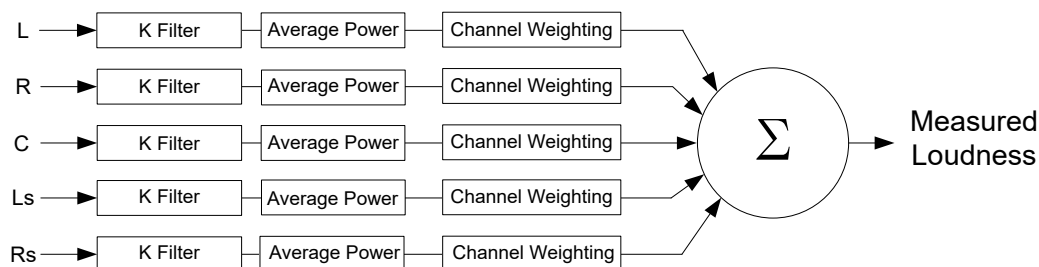 L K Filter Average Power Channel Weighting
R K Filter Average Power Channel Weighting
C K Filter Average Power Channel Weighting
Ls K Filter Average Power Channel Weighting
Rs K Filter Average Power Channel Weighting
Σ
Measured
Loudness